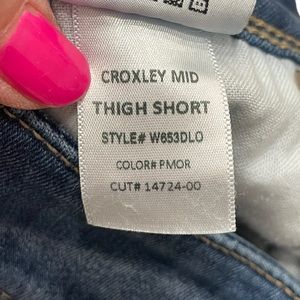 CROXLEY MID
THIGH SHORT
STYLE# W653DLO
COLOR# PMOR
CUT# 14724-00